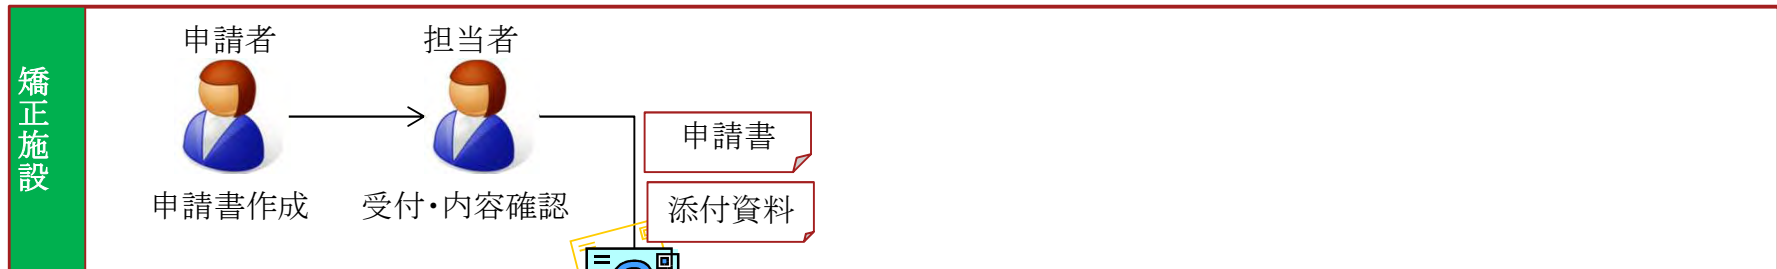 矯正施設
申請者
担当者
申請書
申請書作成
受付・内容確認
添付資料